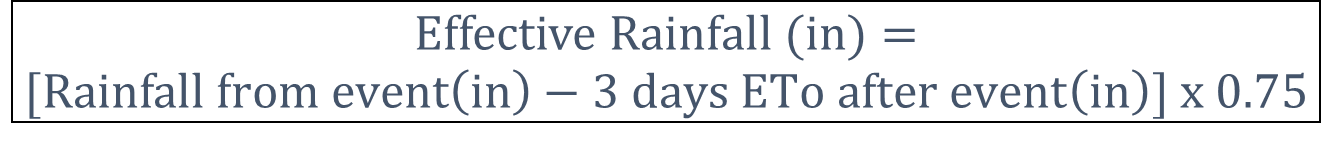 Effective Rainfall (in) =
[Rainfall from event(in) − 3 days ETo after event(in)] x 0.75